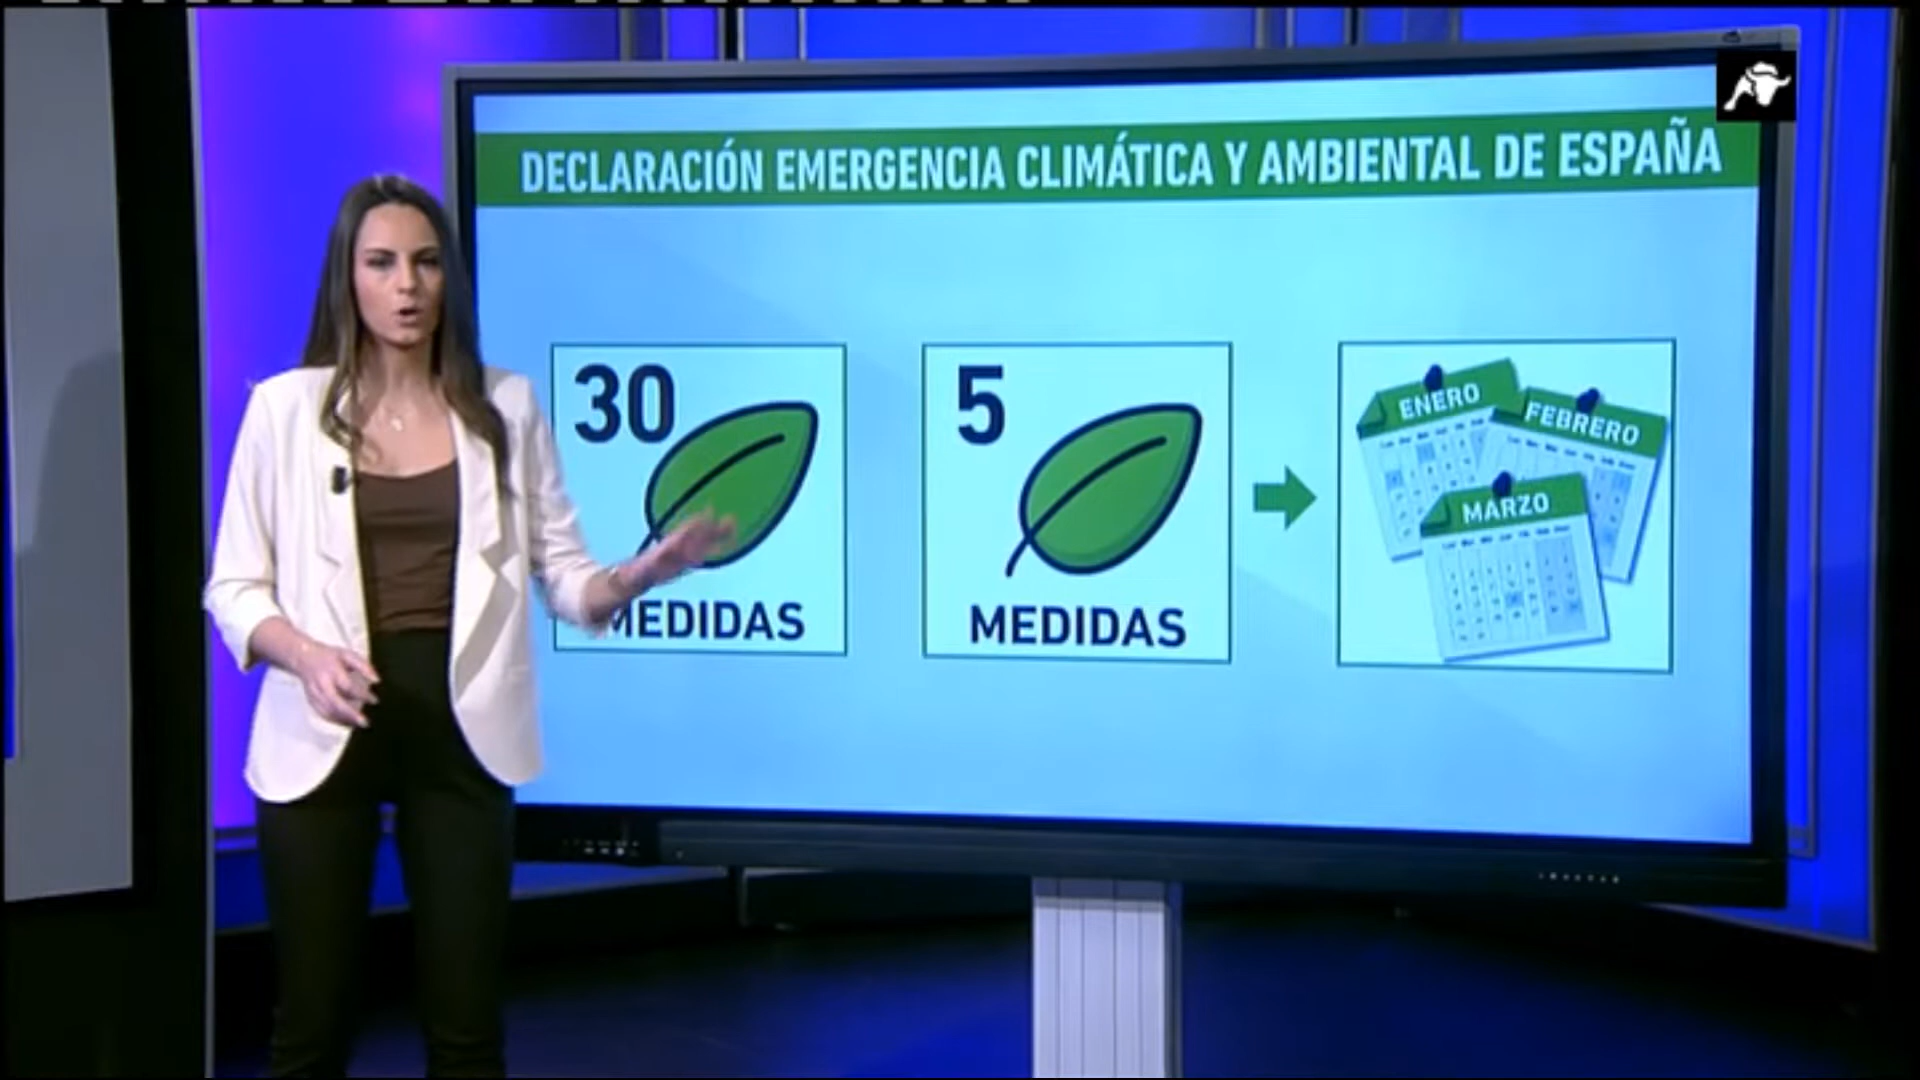 DECLARACIÓN EMERGENCIA CLIMÁTICA Y AMBIENTAL DE ESPAÑA
30
MEDIDAS
5
MEDIDAS
ENERO
FEBRERO
MARZO